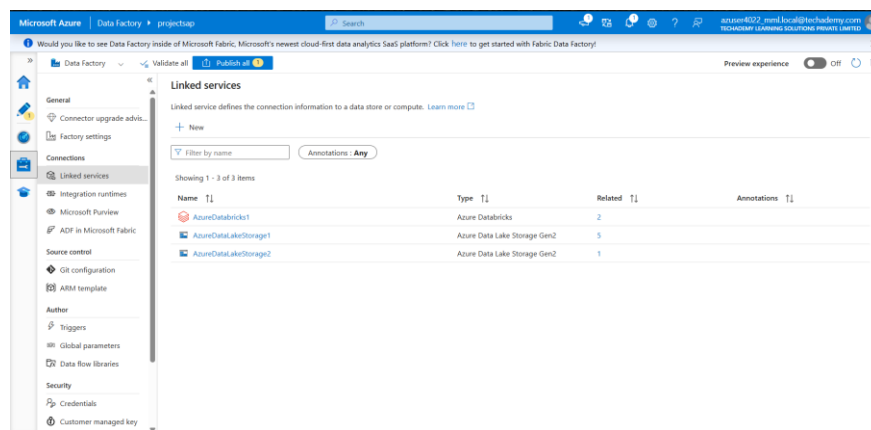 Microsoft Azure | Data Factory ▸ projectsap
Search
azuser4022_mml.local@techademy.com
TECHADEMY LEARNING SOLUTIONS PRIVATE LIMITED
Would you like to see Data Factory inside of Microsoft Fabric, Microsoft's newest cloud-first data analytics SaaS platform? Click here to get started with Fabric Data Factory!
Data Factory
Validate all
Publish all 1
Preview experience
Off
General
Connector upgrade advis...
Factory settings
Connections
Linked services
Integration runtimes
Microsoft Purview
ADF in Microsoft Fabric
Source control
Git configuration
ARM template
Author
Triggers
Global parameters
Data flow libraries
Security
Credentials
Customer managed key
Linked services
Linked service defines the connection information to a data store or compute. Learn more
+ New
Filter by name
Annotations : Any
Showing 1 - 3 of 3 items
Name Type Related Annotations
AzureDatabricks1 Azure Databricks 2
AzureDataLakeStorage1 Azure Data Lake Storage Gen2 5
AzureDataLakeStorage2 Azure Data Lake Storage Gen2 1